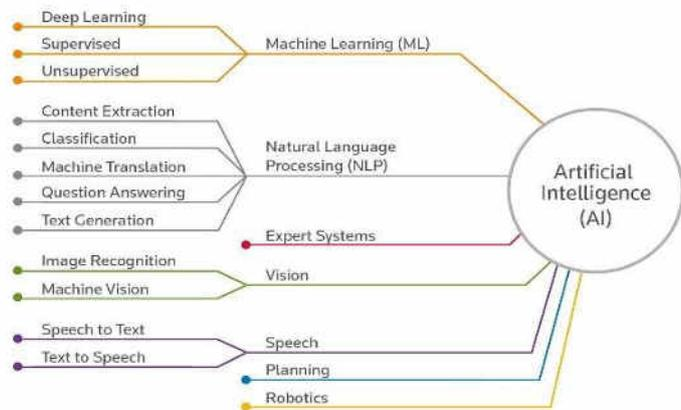 Deep Learning
Supervised
Unsupervised
Machine Learning (ML)
Content Extraction
Classification
Machine Translation
Question Answering
Text Generation
Natural Language
Processing (NLP)
Expert Systems
Image Recognition
Machine Vision
Vision
Speech to Text
Text to Speech
Speech
Planning
Robotics
Artificial
Intelligence
(AI)